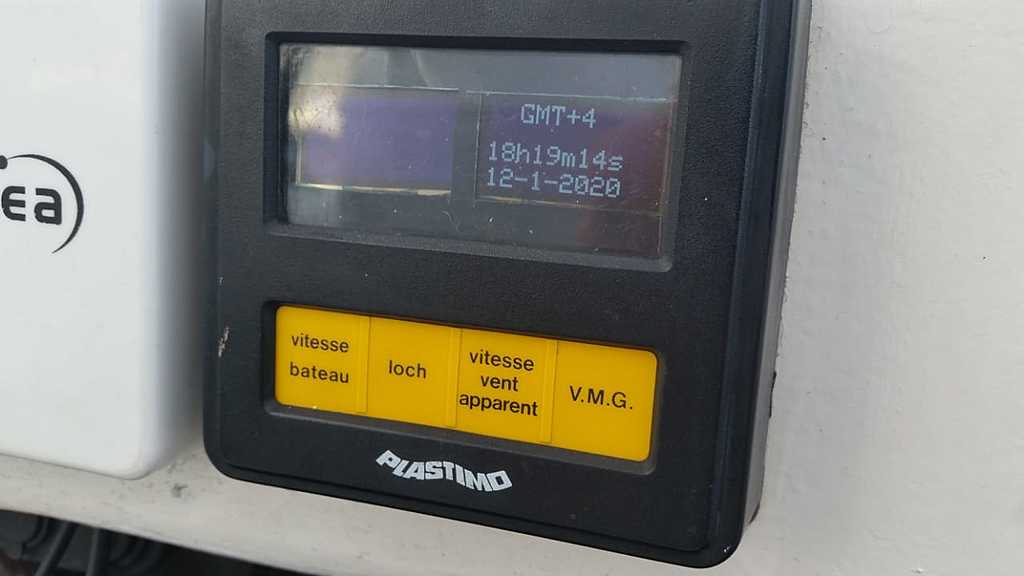 GMT+4
18h19m14s
12-1-2020
ea
vitesse
bateau
loch
vitesse
vent
apparent
V.M.G.
PLASTIMO